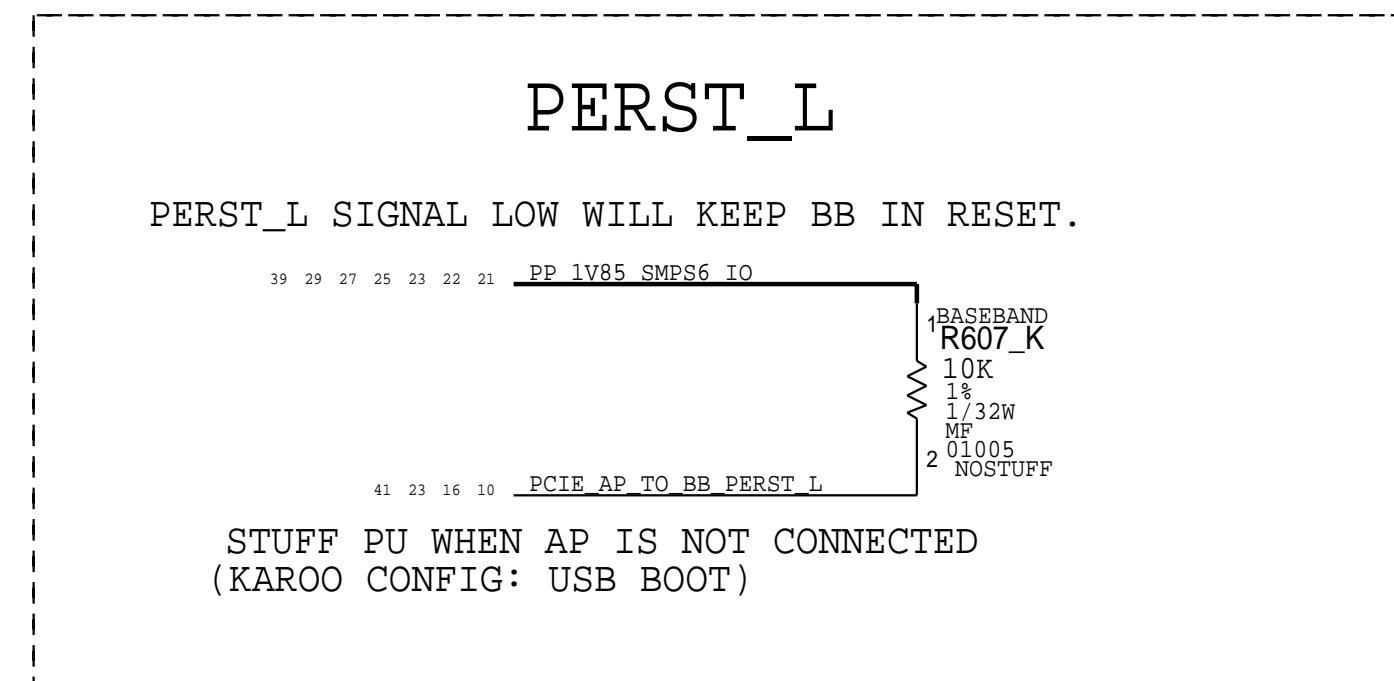 PERST_L
PERST_L SIGNAL LOW WILL KEEP BB IN RESET.
39 29 27 25 23 22 21 PP_1V85_SMPS6_IO
1
BASEBAND
R607_K
10K
1%
1/32W
MF
2
01005
NOSTUFF
41 23 16 10 PCIE_AP_TO_BB_PERST_L
STUFF PU WHEN AP IS NOT CONNECTED
(KAROO CONFIG: USB BOOT)